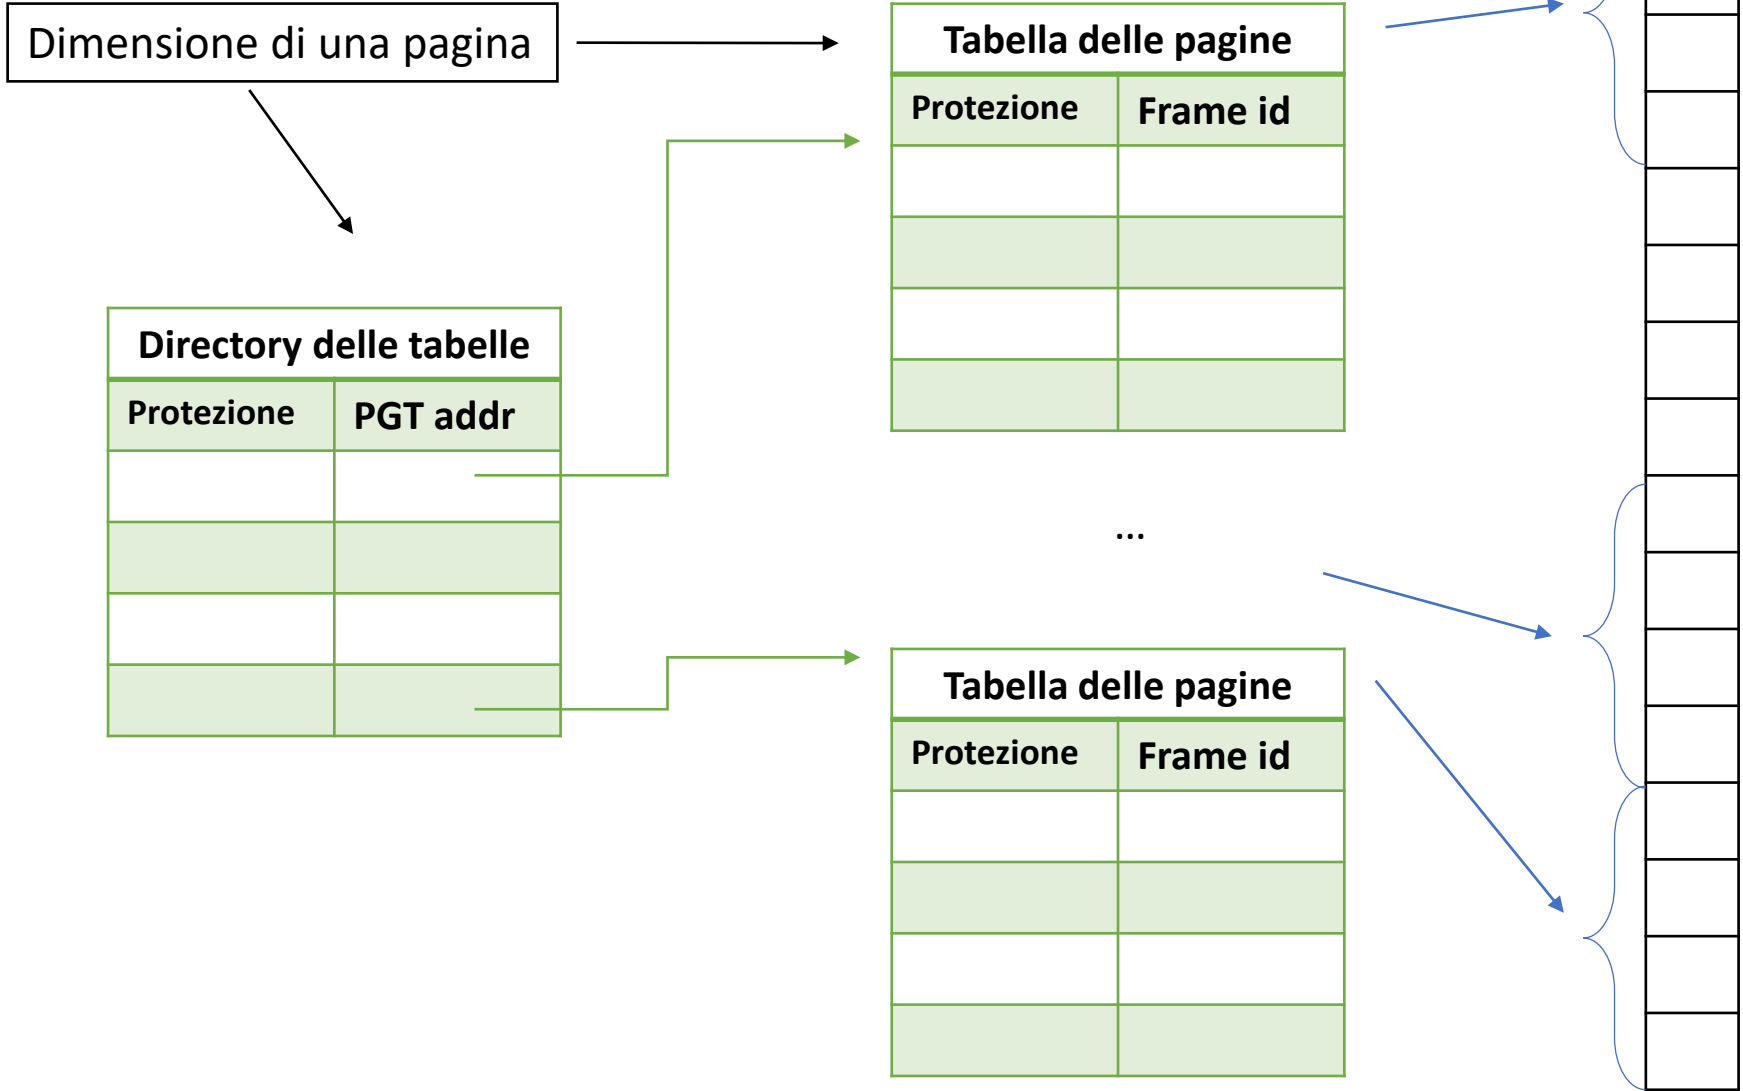 Dimensione di una pagina
Tabella delle pagine
Protezione Frame id
Directory delle tabelle
Protezione PGT addr
...
Tabella delle pagine
Protezione Frame id